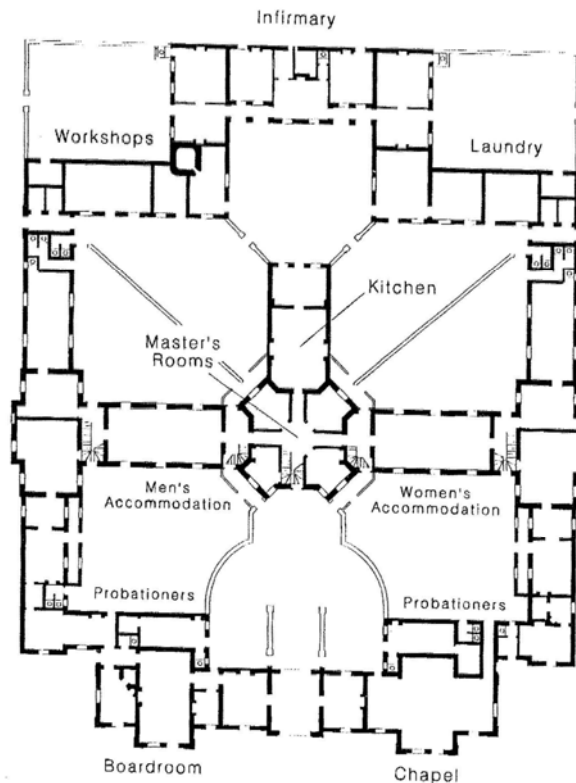 Infirmary
Workshops
Laundry
Kitchen
Master's
Rooms
Men's
Accommodation
Women's
Accommodation
Probationers
Probationers
Boardroom
Chapel